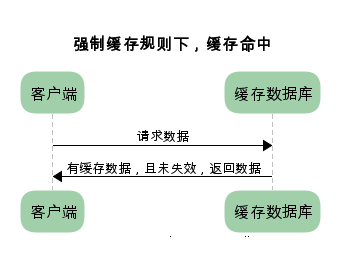 强制缓存规则下，缓存命中
客户端
缓存数据库
请求数据
有缓存数据，且未失效，返回数据
客户端
缓存数据库